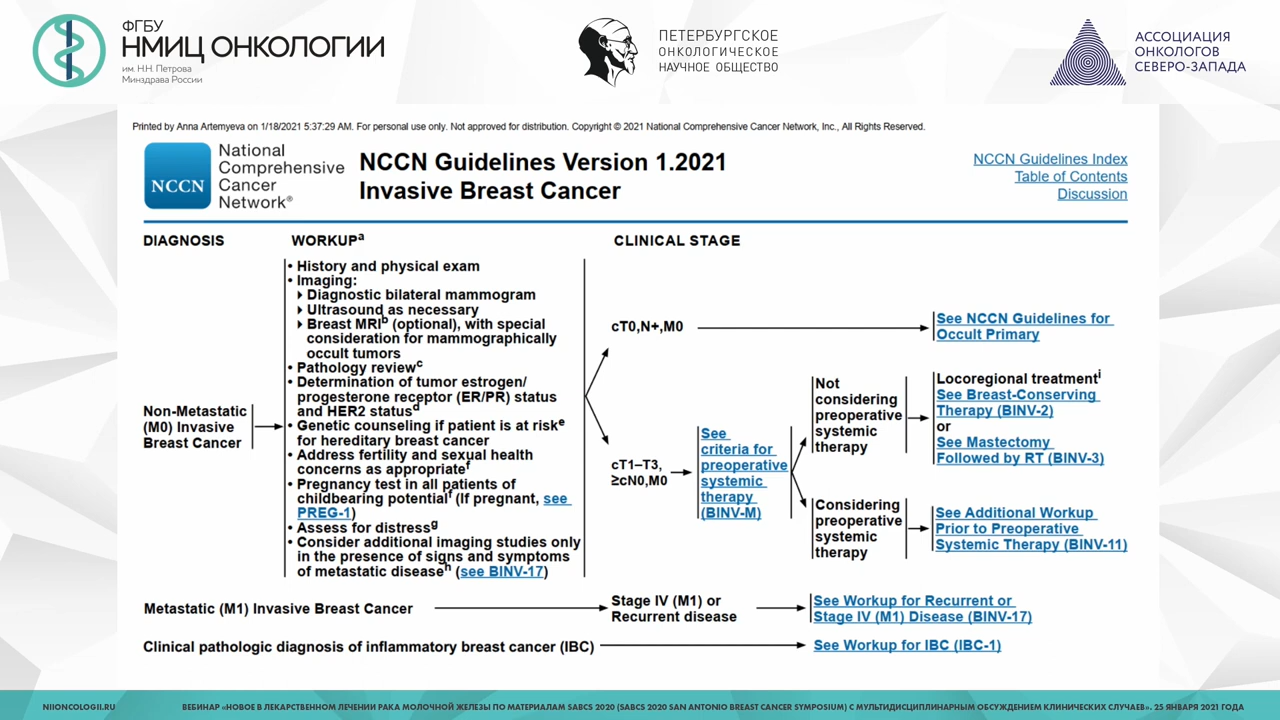 ФГБУ
НМИЦ ОНКОЛОГИИ
им. Н.Н. Петрова
Минздрава России
ПЕТЕРБУРГСКОЕ
ОНКОЛОГИЧЕСКОЕ
НАУЧНОЕ ОБЩЕСТВО
АССОЦИАЦИЯ
ОНКОЛОГОВ
СЕВЕРО-ЗАПАДА
Printed by Anna Artemyeva on 1/18/2021 5:37:29 AM. For personal use only. Not approved for distribution. Copyright © 2021 National Comprehensive Cancer Network, Inc., All Rights Reserved.
NCCN
National
Comprehensive
Cancer
Network®
NCCN Guidelines Version 1.2021
Invasive Breast Cancer
NCCN Guidelines Index
Table of Contents
Discussion
DIAGNOSIS
WORKUPa
CLINICAL STAGE
Non-Metastatic
(M0) Invasive
Breast Cancer
• History and physical exam
• Imaging:
Diagnostic bilateral mammogram
Ultrasound as necessary
Breast MRIb (optional), with special
consideration for mammographically
occult tumors
• Pathology reviewc
• Determination of tumor estrogen/
progesterone receptor (ER/PR) status
and HER2 statusd
• Genetic counseling if patient is at riske
for hereditary breast cancer
• Address fertility and sexual health
concerns as appropriatef
• Pregnancy test in all patients of
childbearing potentialf (If pregnant, see
PREG-1)
• Assess for distressg
• Consider additional imaging studies only
in the presence of signs and symptoms
of metastatic diseaseh (see BINV-17)
cT0,N+,M0
See NCCN Guidelines for
Occult Primary
cT1–T3,
≥cN0,M0
See
criteria for
preoperative
systemic
therapy
(BINV-M)
Not
considering
preoperative
systemic
therapy
Locoregional treatmenti
See Breast-Conserving
Therapy (BINV-2)
or
See Mastectomy
Followed by RT (BINV-3)
Considering
preoperative
systemic
therapy
See Additional Workup
Prior to Preoperative
Systemic Therapy (BINV-11)
Metastatic (M1) Invasive Breast Cancer
Stage IV (M1) or
Recurrent disease
See Workup for Recurrent or
Stage IV (M1) Disease (BINV-17)
Clinical pathologic diagnosis of inflammatory breast cancer (IBC)
See Workup for IBC (IBC-1)
NIIONCOLOGII.RU
ВЕБИНАР «НОВОЕ В ЛЕКАРСТВЕННОМ ЛЕЧЕНИИ РАКА МОЛОЧНОЙ ЖЕЛЕЗЫ ПО МАТЕРИАЛАМ SABCS 2020 (SABCS 2020 SAN ANTONIO BREAST CANCER SYMPOSIUM) С МУЛЬТИДИСЦИПЛИНАРНЫМ ОБСУЖДЕНИЕМ КЛИНИЧЕСКИХ СЛУЧАЕВ». 25 ЯНВАРЯ 2021 ГОДА